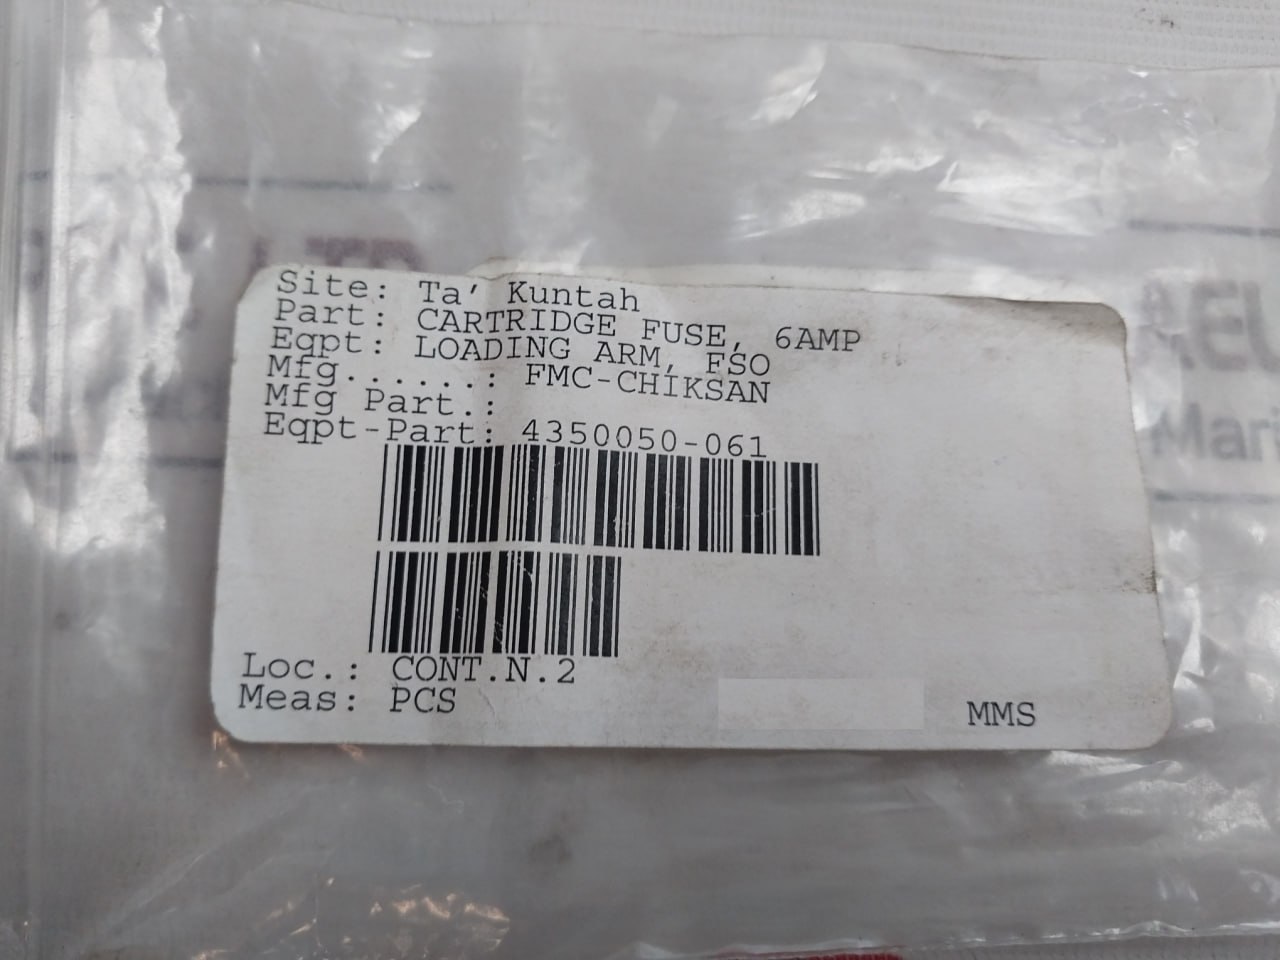 Site: Ta' Kuntah
Part: CARTRIDGE FUSE, 6AMP
Eqpt: LOADING ARM, FSO
Mfg......: FMC-CHIKSAN
Mfg Part.:
Eqpt-Part: 4350050-061
Loc.: CONT.N.2
Meas: PCS
MMS